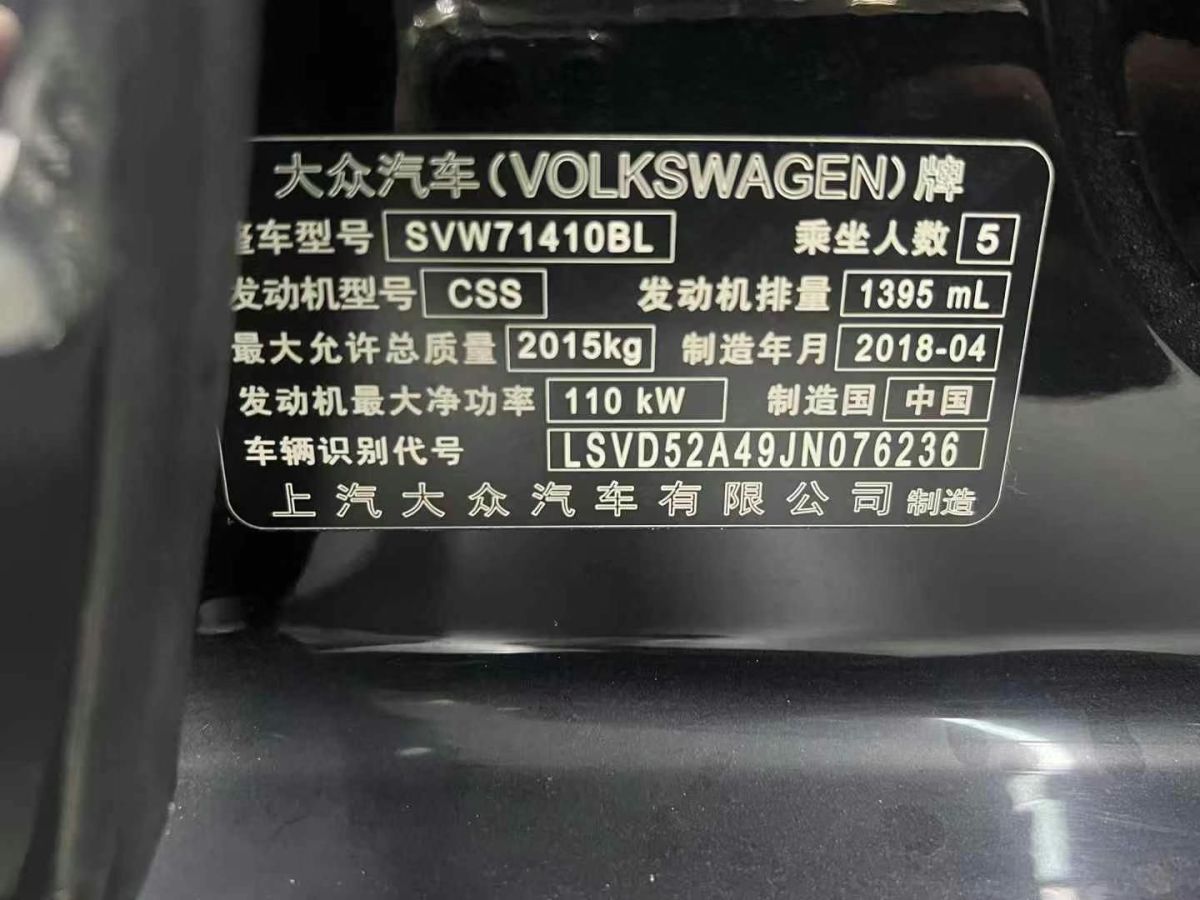 大众汽车(VOLKSWAGEN)牌
整车型号 SVW71410BL 乘坐人数 5
发动机型号 CSS 发动机排量 1395 mL
最大允许总质量 2015kg 制造年月 2018-04
发动机最大净功率 110 kW 制造国 中国
车辆识别代号 LSVD52A49JN076236
上汽大众汽车有限公司 制造